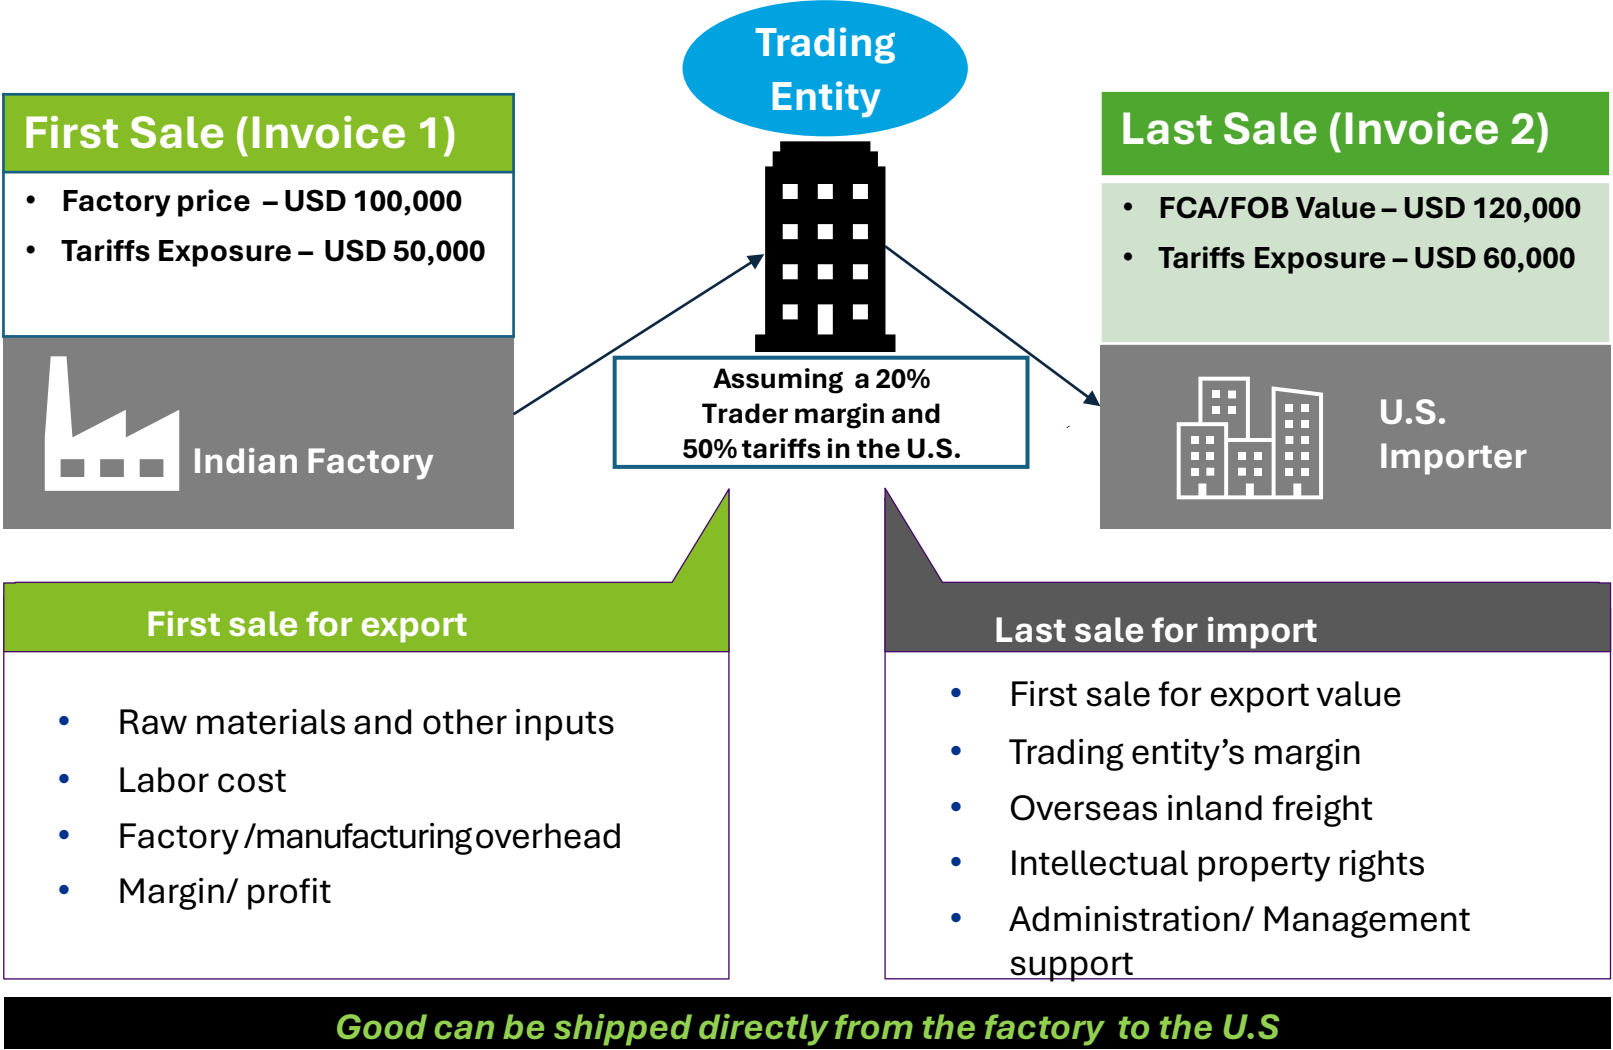 Trading
Entity
First Sale (Invoice 1)
• Factory price – USD 100,000
• Tariffs Exposure – USD 50,000
Last Sale (Invoice 2)
• FCA/FOB Value – USD 120,000
• Tariffs Exposure – USD 60,000
Assuming a 20%
Trader margin and
50% tariffs in the U.S.
Indian Factory
U.S.
Importer
First sale for export
• Raw materials and other inputs
• Labor cost
• Factory /manufacturing overhead
• Margin/ profit
Last sale for import
• First sale for export value
• Trading entity’s margin
• Overseas inland freight
• Intellectual property rights
• Administration/ Management
support
Good can be shipped directly from the factory to the U.S